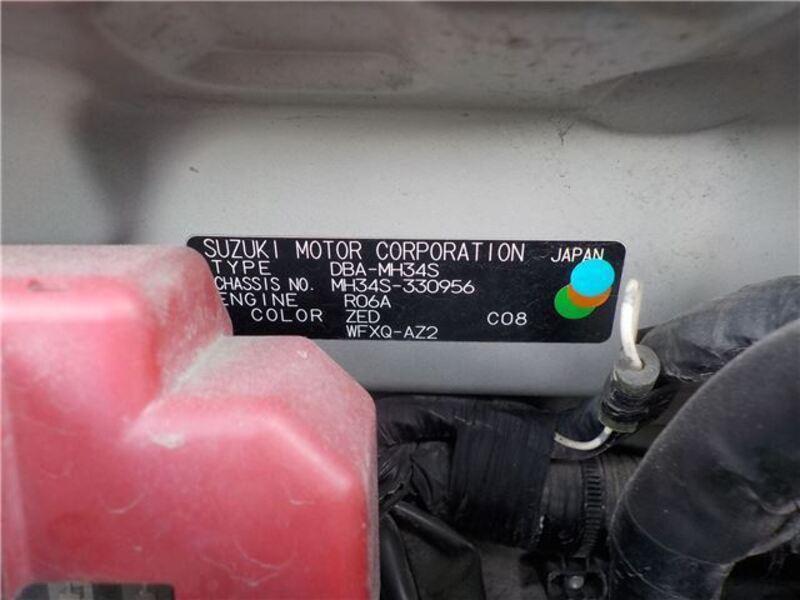 SUZUKI MOTOR CORPORATION JAPAN
TYPE DBA-MH34S
CHASSIS NO. MH34S-330956
ENGINE R06A
COLOR ZED C08
WFXQ-AZ2